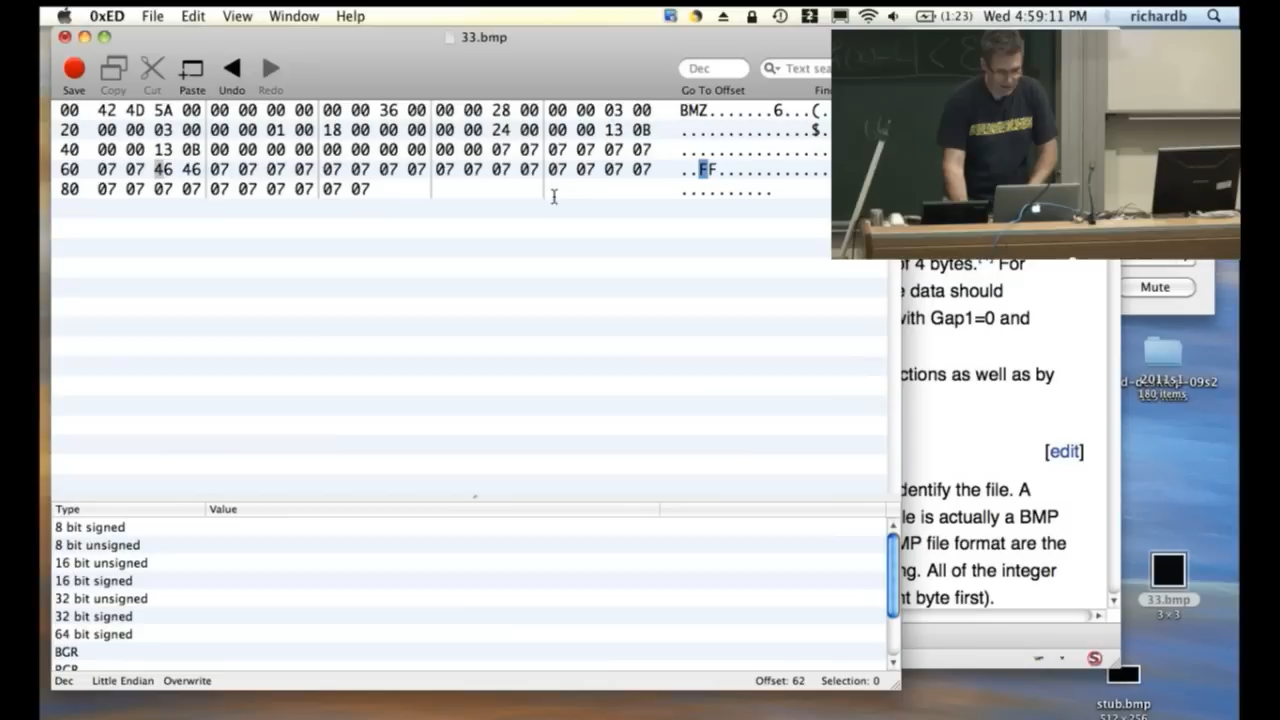 0xED File Edit View Window Help (1:23) Wed 4:59:11 PM richardb
33.bmp
Dec Text sea
Save Copy Cut Paste Undo Redo Go To Offset Fin
00 42 4D 5A 00 00 00 00 00 00 00 36 00 00 00 28 00 00 00 03 00 BMZ.......6...(.
20 00 00 03 00 00 00 01 00 18 00 00 00 00 00 24 00 00 00 13 0B ..............$.
40 00 00 13 0B 00 00 00 00 00 00 00 00 00 00 07 07 07 07 07 07 ................
60 07 07 46 46 07 07 07 07 07 07 07 07 07 07 07 07 07 07 07 07 ..FF............
80 07 07 07 07 07 07 07 07 07 07 ..........
of 4 bytes.
For
e data should
Mute
with Gap1=0 and
ctions as well as by
2011s1
180 items
[edit]
dentify the file. A
Type Value
8 bit signed
le is actually a BMP
8 bit unsigned
MP file format are the
16 bit unsigned
ng. All of the integer
16 bit signed
32 bit unsigned
nt byte first).
33.bmp
3 x 3
32 bit signed
64 bit signed
BGR
RGB
Dec Little Endian Overwrite Offset: 62 Selection: 0
stub.bmp
512 x 256